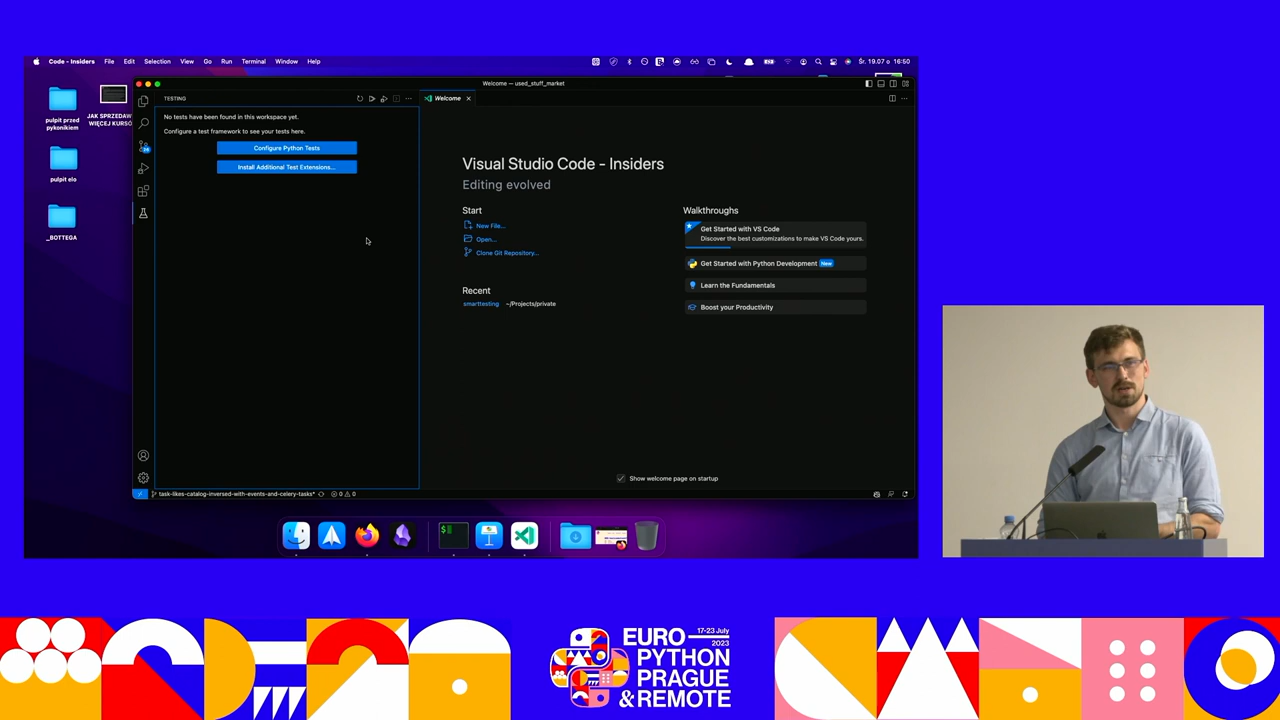 Code - Insiders File Edit Selection View Go Run Terminal Window Help
Śr. 19.07 o 16:50
Welcome — used_stuff_market
pulpit przed
pykonikiem
JAK SPRZEDAW
WIĘCEJ KURSÓ
pulpit elo
_BOTTEGA
TESTING
No tests have been found in this workspace yet.
Configure a test framework to see your tests here.
Configure Python Tests
Install Additional Test Extensions...
Welcome
Visual Studio Code - Insiders
Editing evolved
Start
New File...
Open...
Clone Git Repository...
Recent
smarttesting ~/Projects/private
Walkthroughs
Get Started with VS Code
Discover the best customizations to make VS Code yours.
Get Started with Python Development New
Learn the Fundamentals
Boost your Productivity
Show welcome page on startup
task-likes-catalog-inversed-with-events-and-celery-tasks* 0 0
$
EURO 17-23 July
2023
PYTHON
PRAGUE
& REMOTE